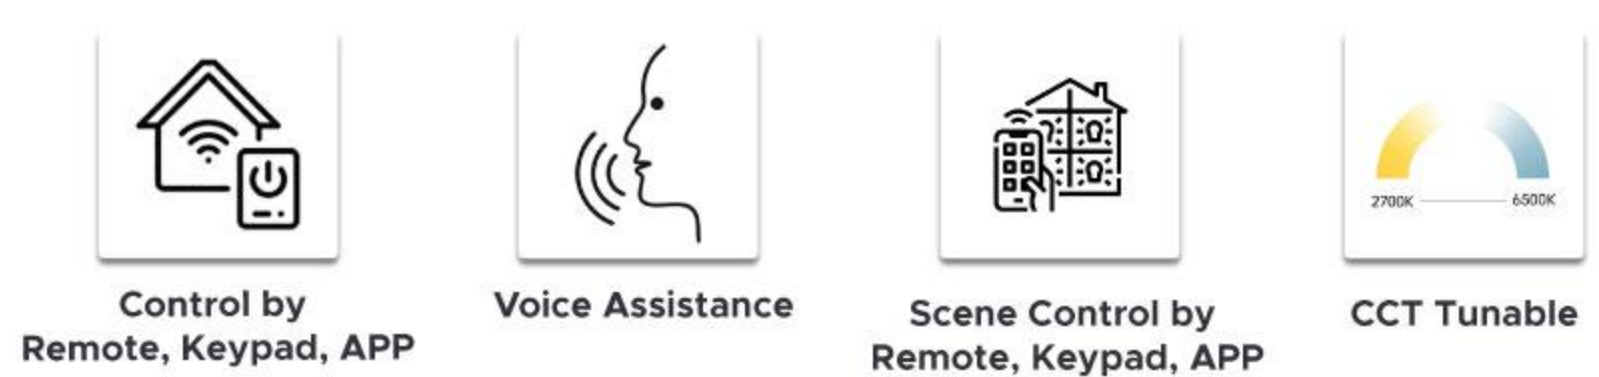 Control by
Remote, Keypad, APP
Voice Assistance
Scene Control by
Remote, Keypad, APP
2700K
6500K
CCT Tunable